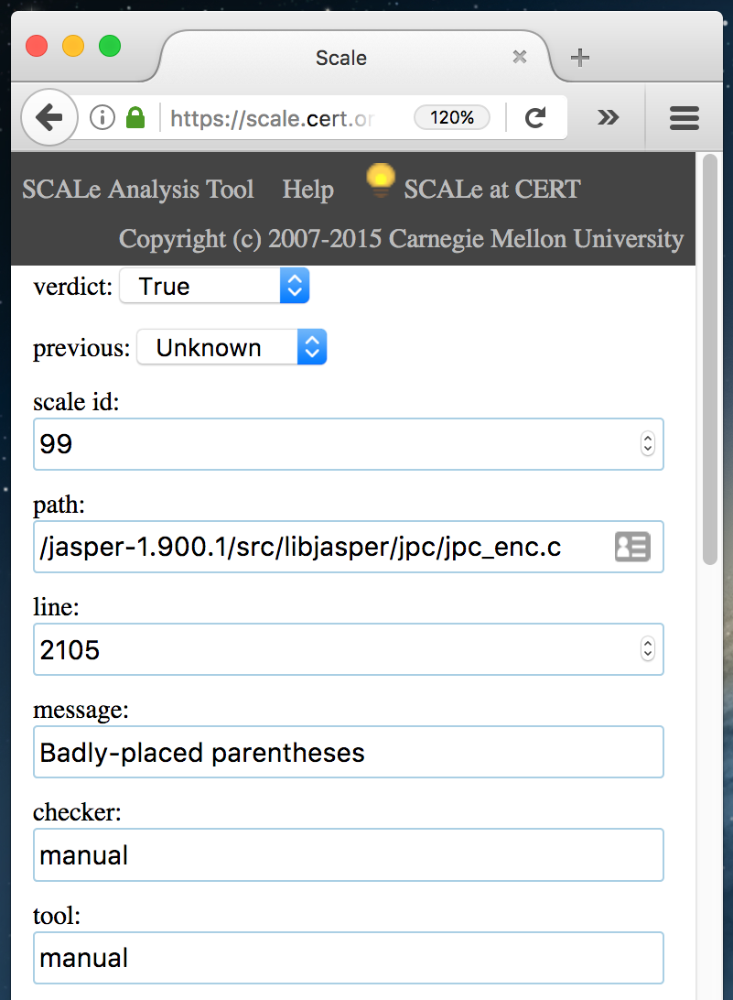 Scale
https://scale.cert.or
120%
SCALe Analysis Tool Help SCALe at CERT
Copyright (c) 2007-2015 Carnegie Mellon University
verdict: True
previous: Unknown
scale id:
99
path:
/jasper-1.900.1/src/libjasper/jpc/jpc_enc.c
line:
2105
message:
Badly-placed parentheses
checker:
manual
tool:
manual